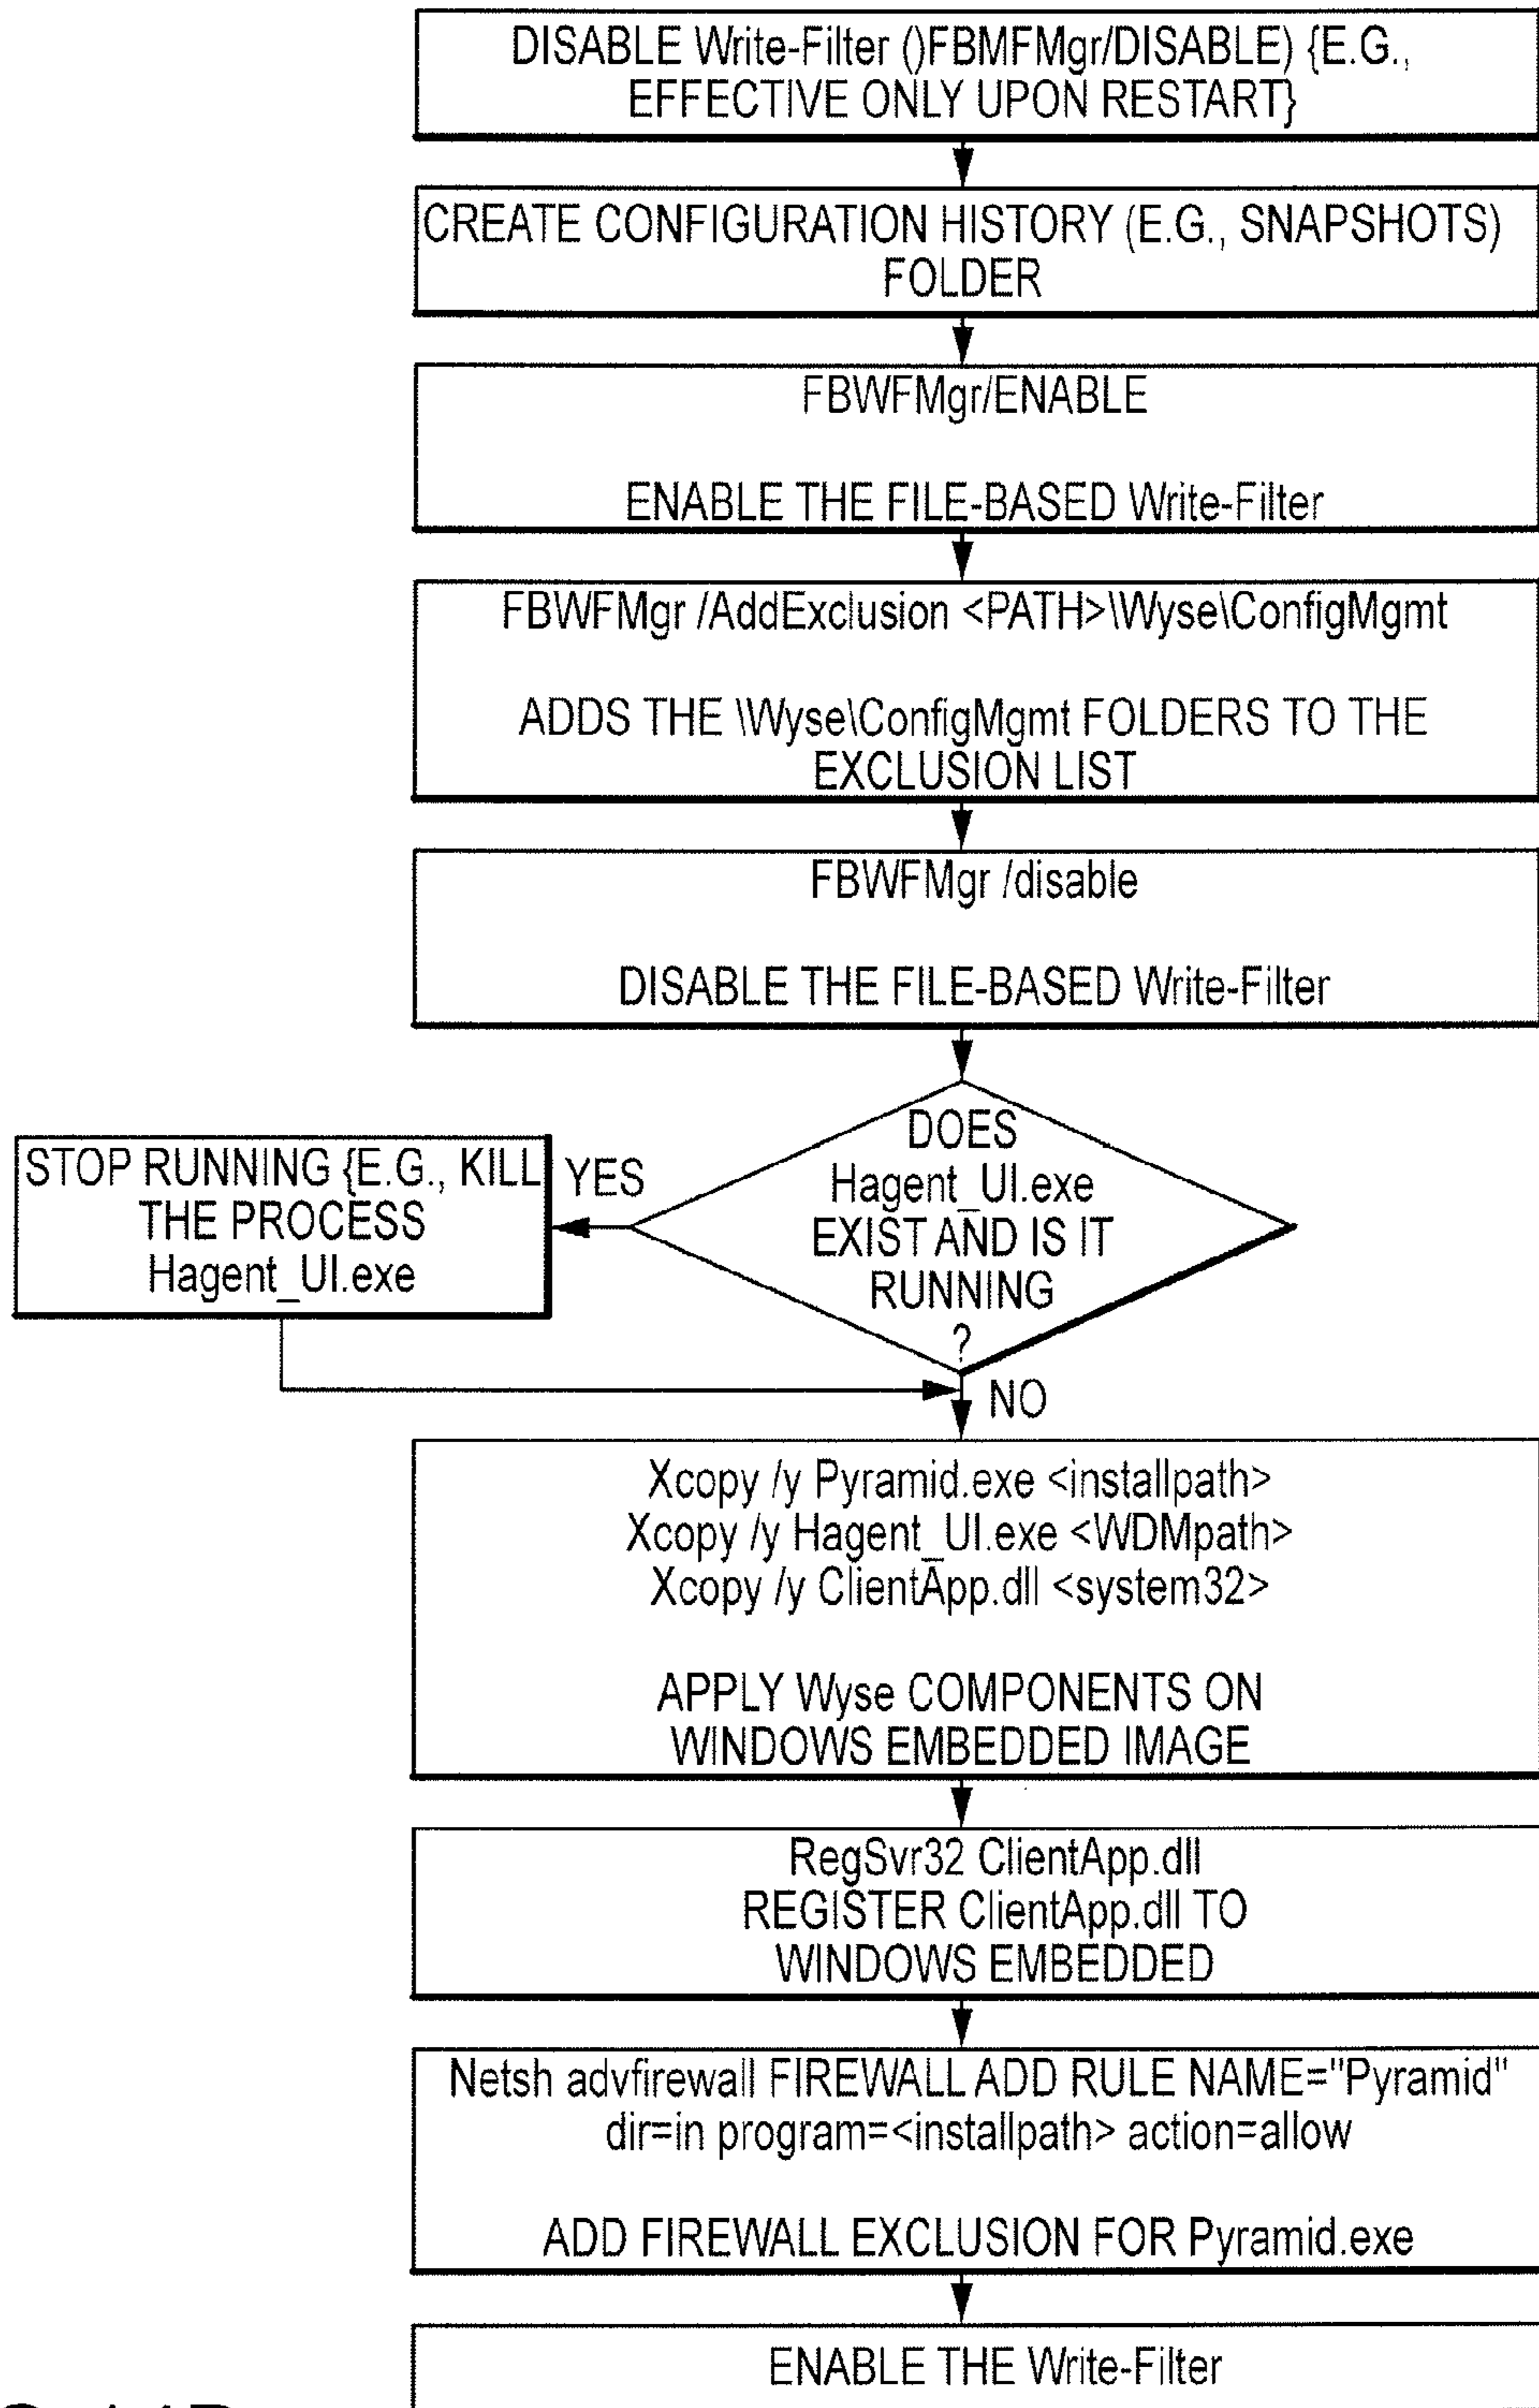 DISABLE Write-Filter ()FBMFMgr/DISABLE) {E.G.,
EFFECTIVE ONLY UPON RESTART}
CREATE CONFIGURATION HISTORY (E.G., SNAPSHOTS)
FOLDER
FBWFMgr/ENABLE
ENABLE THE FILE-BASED Write-Filter
FBWFMgr /AddExclusion <PATH>\Wyse\ConfigMgmt
ADDS THE \Wyse\ConfigMgmt FOLDERS TO THE
EXCLUSION LIST
FBWFMgr /disable
DISABLE THE FILE-BASED Write-Filter
DOES
Hagent_UI.exe
EXIST AND IS IT
RUNNING
?
YES
STOP RUNNING {E.G., KILL
THE PROCESS
Hagent_UI.exe
NO
Xcopy /y Pyramid.exe <installpath>
Xcopy /y Hagent_UI.exe <WDMpath>
Xcopy /y ClientApp.dll <system32>
APPLY Wyse COMPONENTS ON
WINDOWS EMBEDDED IMAGE
RegSvr32 ClientApp.dll
REGISTER ClientApp.dll TO
WINDOWS EMBEDDED
Netsh advfirewall FIREWALL ADD RULE NAME="Pyramid"
dir=in program=<installpath> action=allow
ADD FIREWALL EXCLUSION FOR Pyramid.exe
ENABLE THE Write-Filter